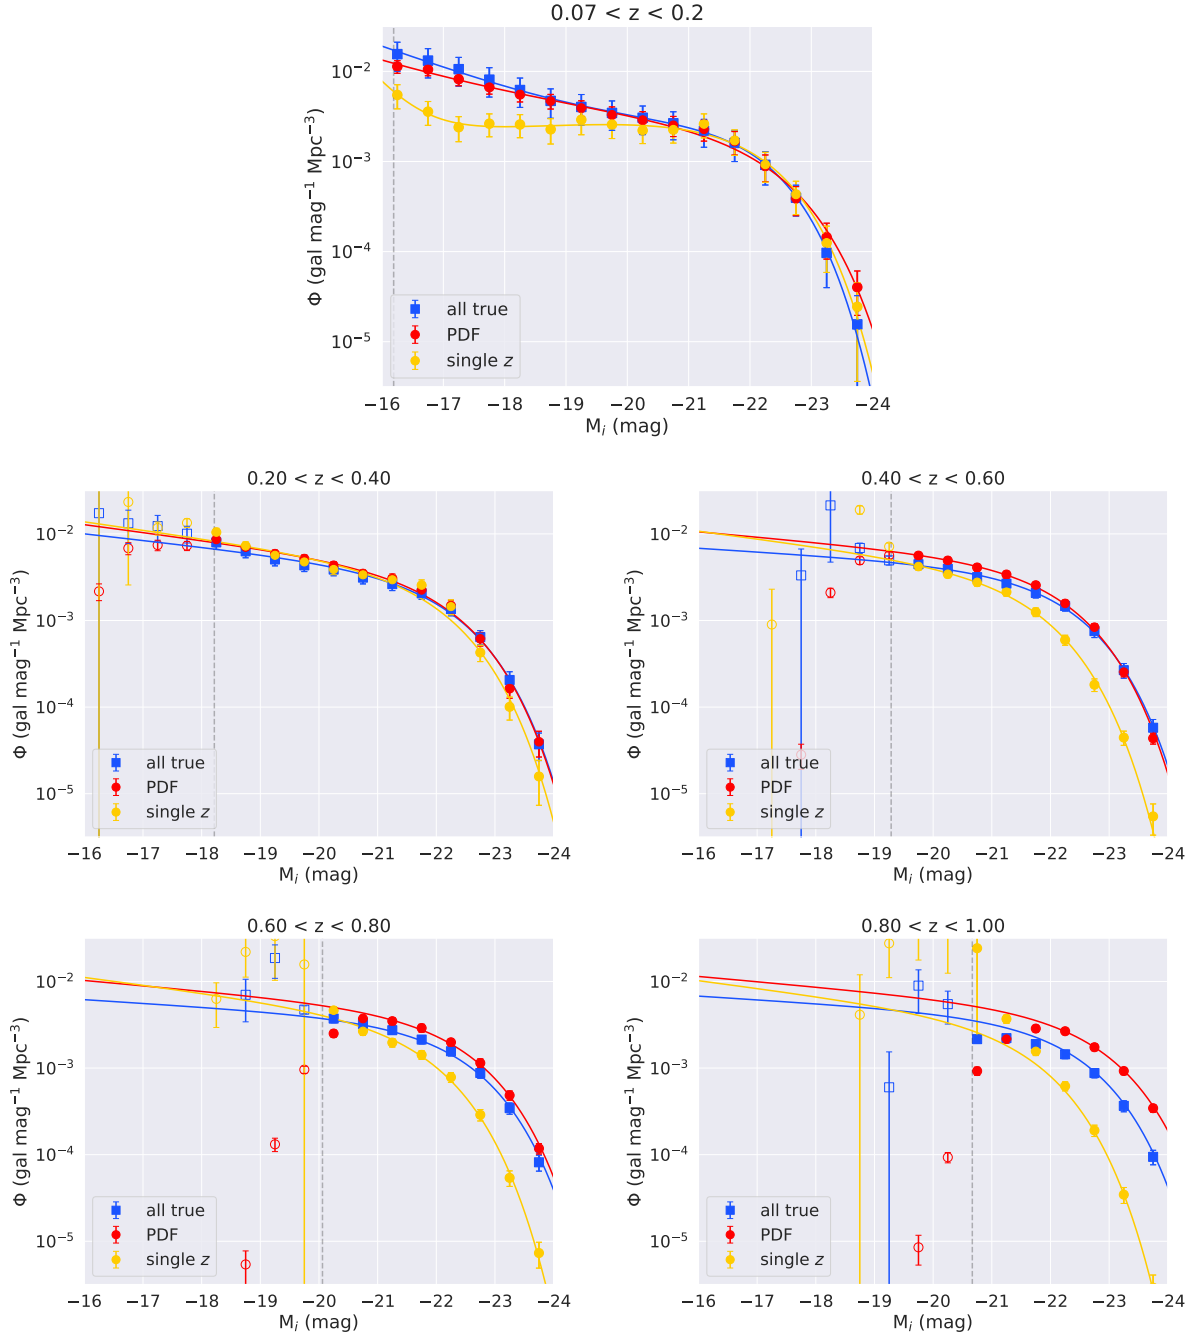 0.07 < z < 0.2
Φ (gal mag⁻¹ Mpc⁻³)
10⁻²
10⁻³
10⁻⁴
10⁻⁵
all true
PDF
single z
−16 −17 −18 −19 −20 −21 −22 −23 −24
Mᵢ (mag)
0.20 < z < 0.40
Φ (gal mag⁻¹ Mpc⁻³)
10⁻²
10⁻³
10⁻⁴
10⁻⁵
all true
PDF
single z
−16 −17 −18 −19 −20 −21 −22 −23 −24
Mᵢ (mag)
0.40 < z < 0.60
Φ (gal mag⁻¹ Mpc⁻³)
10⁻²
10⁻³
10⁻⁴
10⁻⁵
all true
PDF
single z
−16 −17 −18 −19 −20 −21 −22 −23 −24
Mᵢ (mag)
0.60 < z < 0.80
Φ (gal mag⁻¹ Mpc⁻³)
10⁻²
10⁻³
10⁻⁴
10⁻⁵
all true
PDF
single z
−16 −17 −18 −19 −20 −21 −22 −23 −24
Mᵢ (mag)
0.80 < z < 1.00
Φ (gal mag⁻¹ Mpc⁻³)
10⁻²
10⁻³
10⁻⁴
10⁻⁵
all true
PDF
single z
−16 −17 −18 −19 −20 −21 −22 −23 −24
Mᵢ (mag)